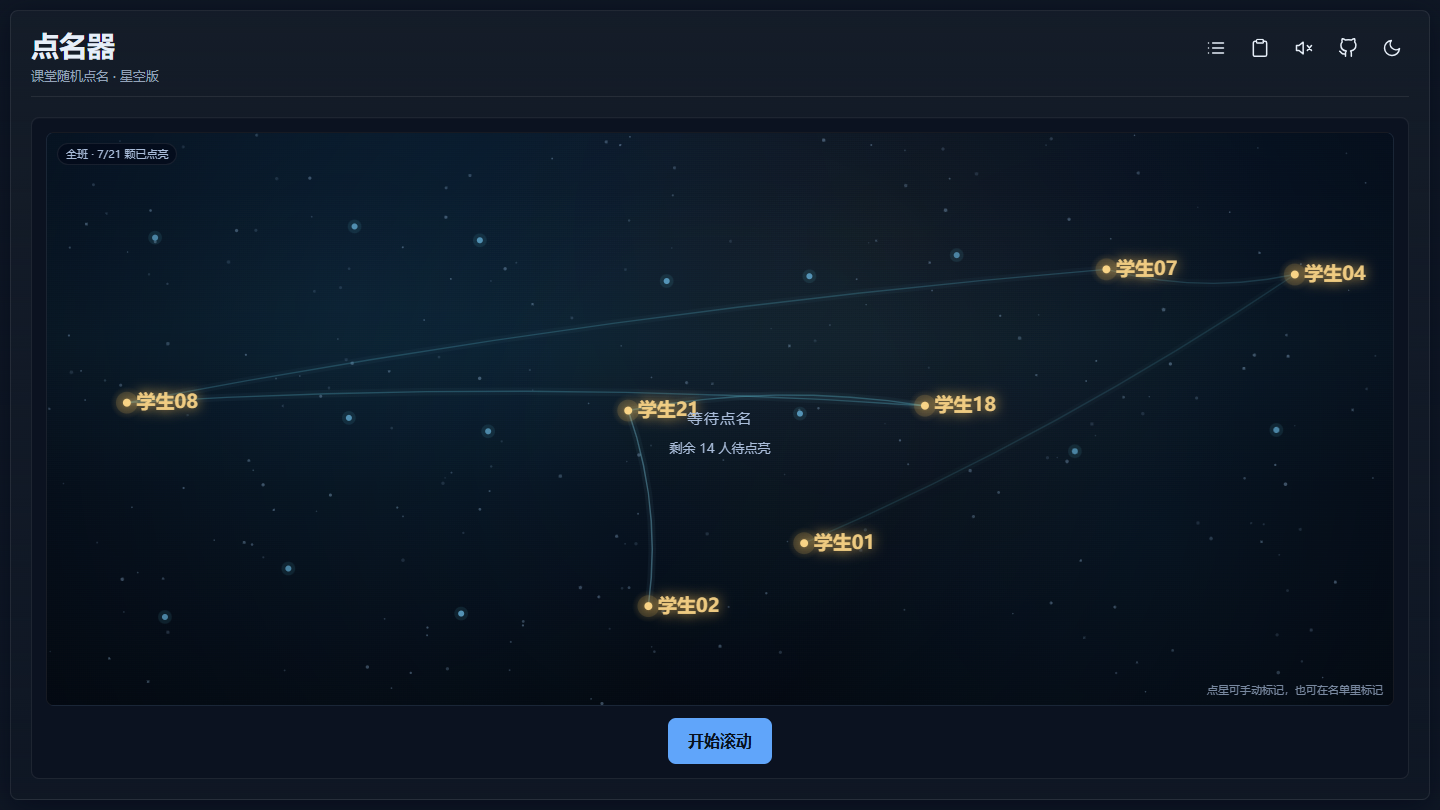 点名器
课堂随机点名 · 星空版
全班 · 7/21 颗已点亮
学生07
学生04
学生08
学生21
学生18
等待点名
剩余 14 人待点亮
学生01
学生02
点星可手动标记，也可在名单里标记
开始滚动